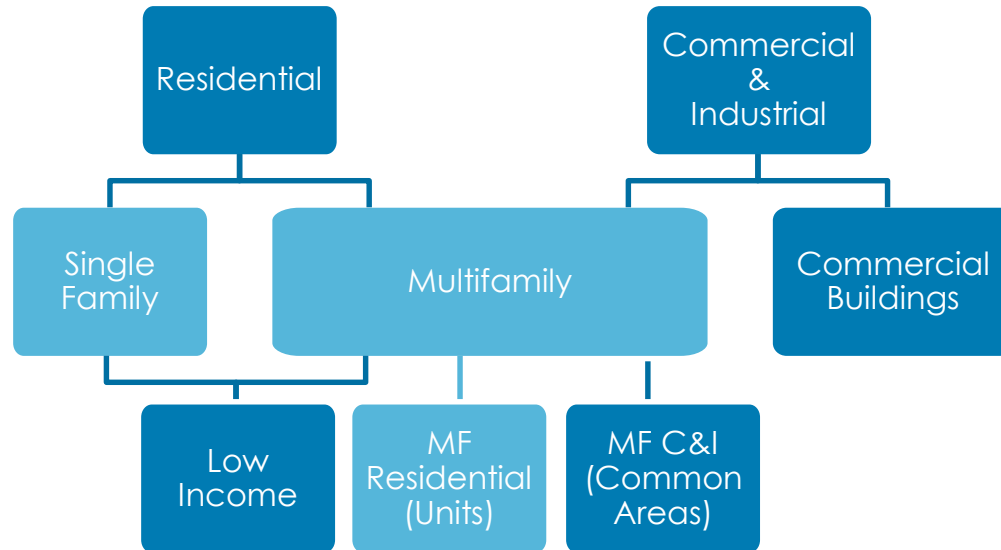 Residential
Commercial
&
Industrial
Single
Family
Multifamily
Commercial
Buildings
Low
Income
MF
Residential
(Units)
MF C&I
(Common
Areas)